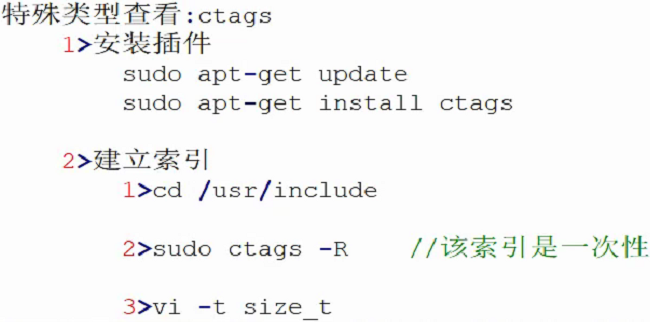 特殊类型查看:ctags
1>安装插件
sudo apt-get update
sudo apt-get install ctags
2>建立索引
1>cd /usr/include
2>sudo ctags -R //该索引是一次性
3>vi -t size_t